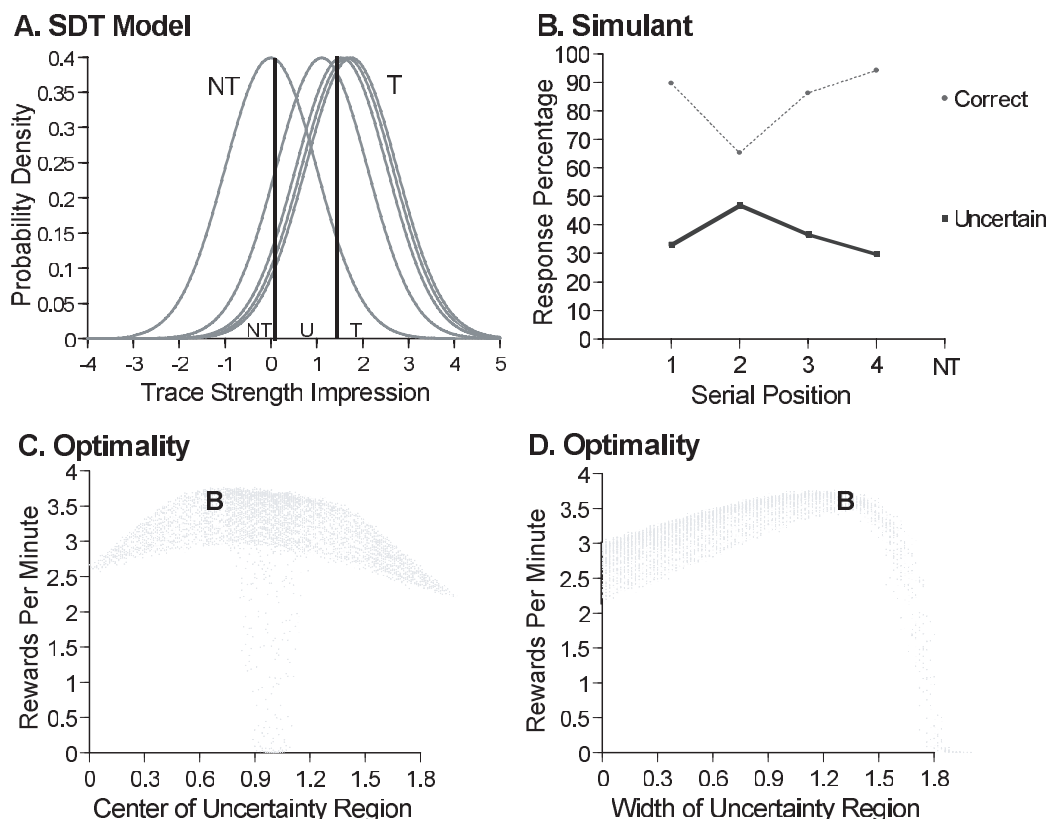 A. SDT Model
Probability Density
0.4
0.35
0.3
0.25
0.2
0.15
0.1
0.05
0
NT
T
NT U T
-4 -3 -2 -1 0 1 2 3 4 5
Trace Strength Impression
B. Simulant
Response Percentage
100
90
80
70
60
50
40
30
20
10
0
Correct
Uncertain
1 2 3 4 NT
Serial Position
C. Optimality
Rewards Per Minute
4
3.5
3
2.5
2
1.5
1
0.5
0
B
0 0.3 0.6 0.9 1.2 1.5 1.8
Center of Uncertainty Region
D. Optimality
Rewards Per Minute
4
3.5
3
2.5
2
1.5
1
0.5
0
B
0 0.3 0.6 0.9 1.2 1.5 1.8
Width of Uncertainty Region